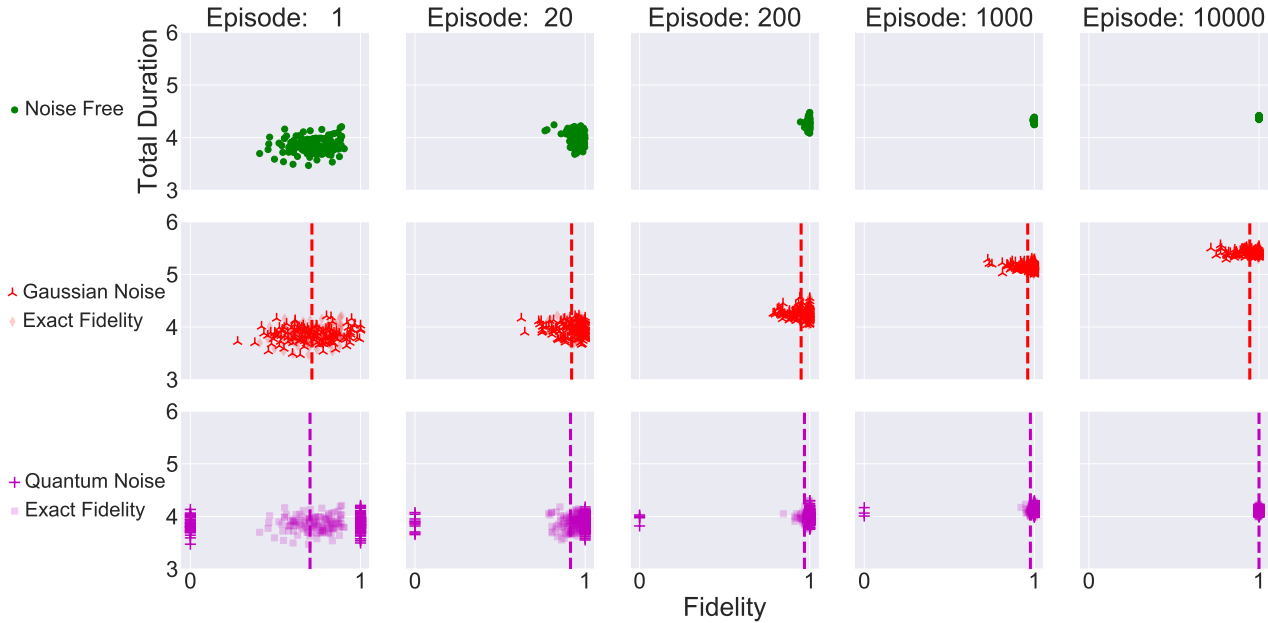 Episode: 1
Episode: 20
Episode: 200
Episode: 1000
Episode: 10000
Total Duration
6
5
4
3
Noise Free
6
5
4
3
Gaussian Noise
Exact Fidelity
6
5
4
3
Quantum Noise
Exact Fidelity
0 1
0 1
0 1
0 1
0 1
Fidelity